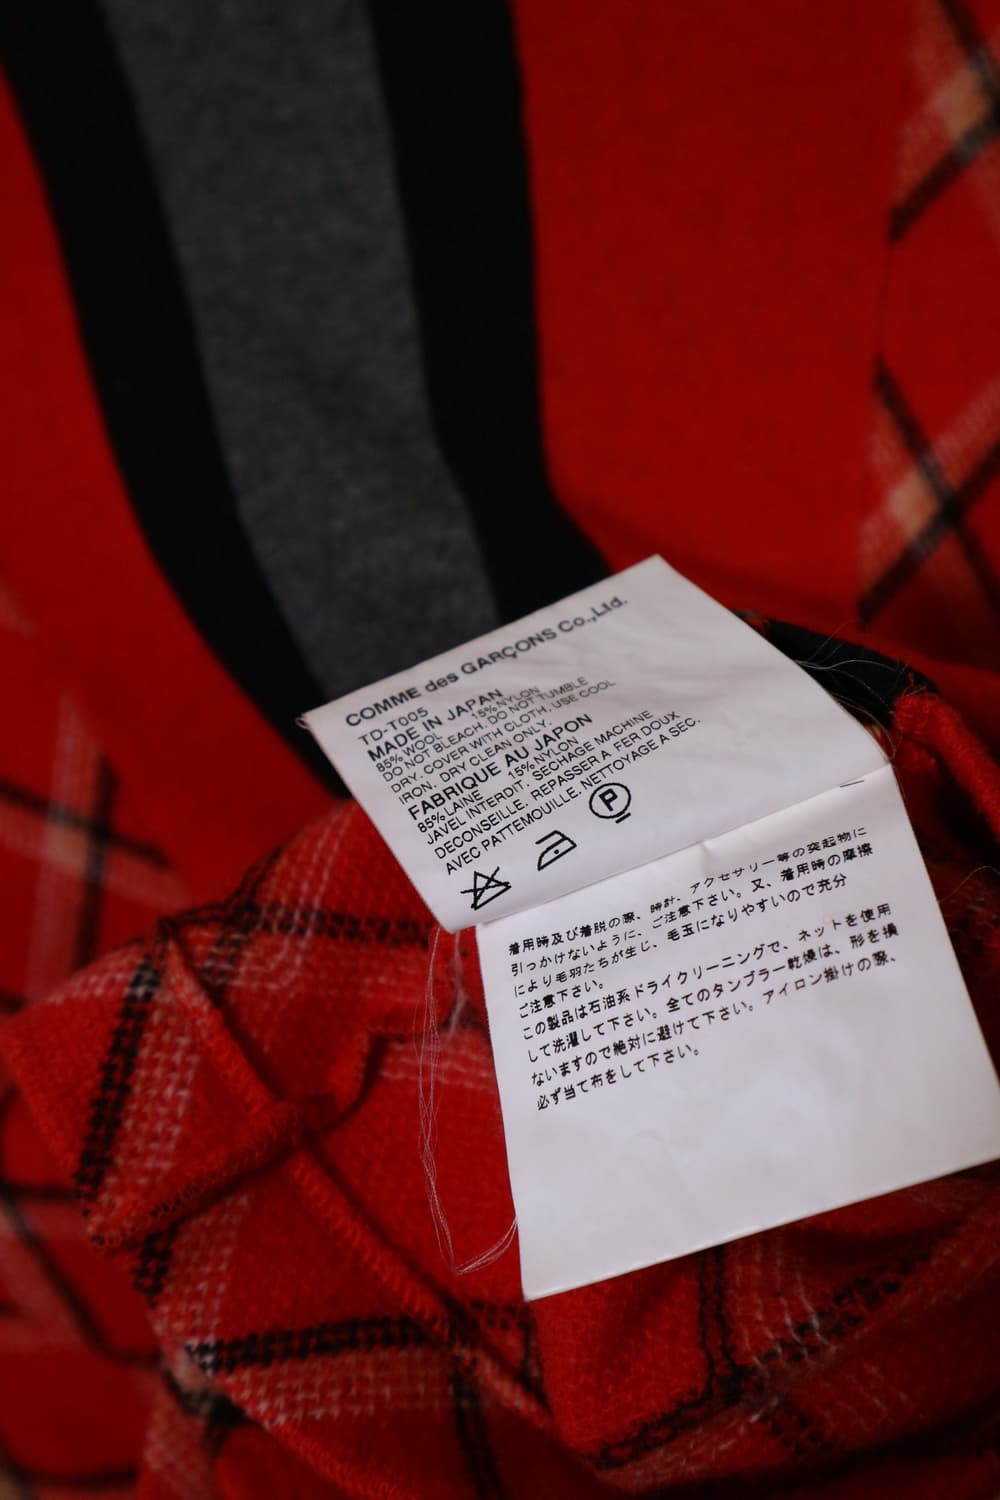 COMME des GARÇONS Co.,Ltd.
TD-T005
MADE IN JAPAN
85% WOOL 15% NYLON
DO NOT BLEACH. DO NOT TUMBLE
DRY. COVER WITH CLOTH. USE COOL
IRON. DRY CLEAN ONLY.
FABRIQUE AU JAPON
85% LAINE 15% NYLON
JAVEL INTERDIT. SECHAGE MACHINE
DECONSEILLE. REPASSER A FER DOUX
AVEC PATTEMOUILLE. NETTOYAGE A SEC.
P
着用時及び着脱の際、時計、アクセサリー等の突起物に
引っかけないように、ご注意下さい。又、着用時の摩擦
により毛羽たちが生じ、毛玉になりやすいので充分
ご注意下さい。
この製品は石油系ドライクリーニングで、ネットを使用
して洗濯して下さい。全てのタンブラー乾燥は、形を損
ないますので絶対に避けて下さい。アイロン掛けの際、
必ず当て布をして下さい。